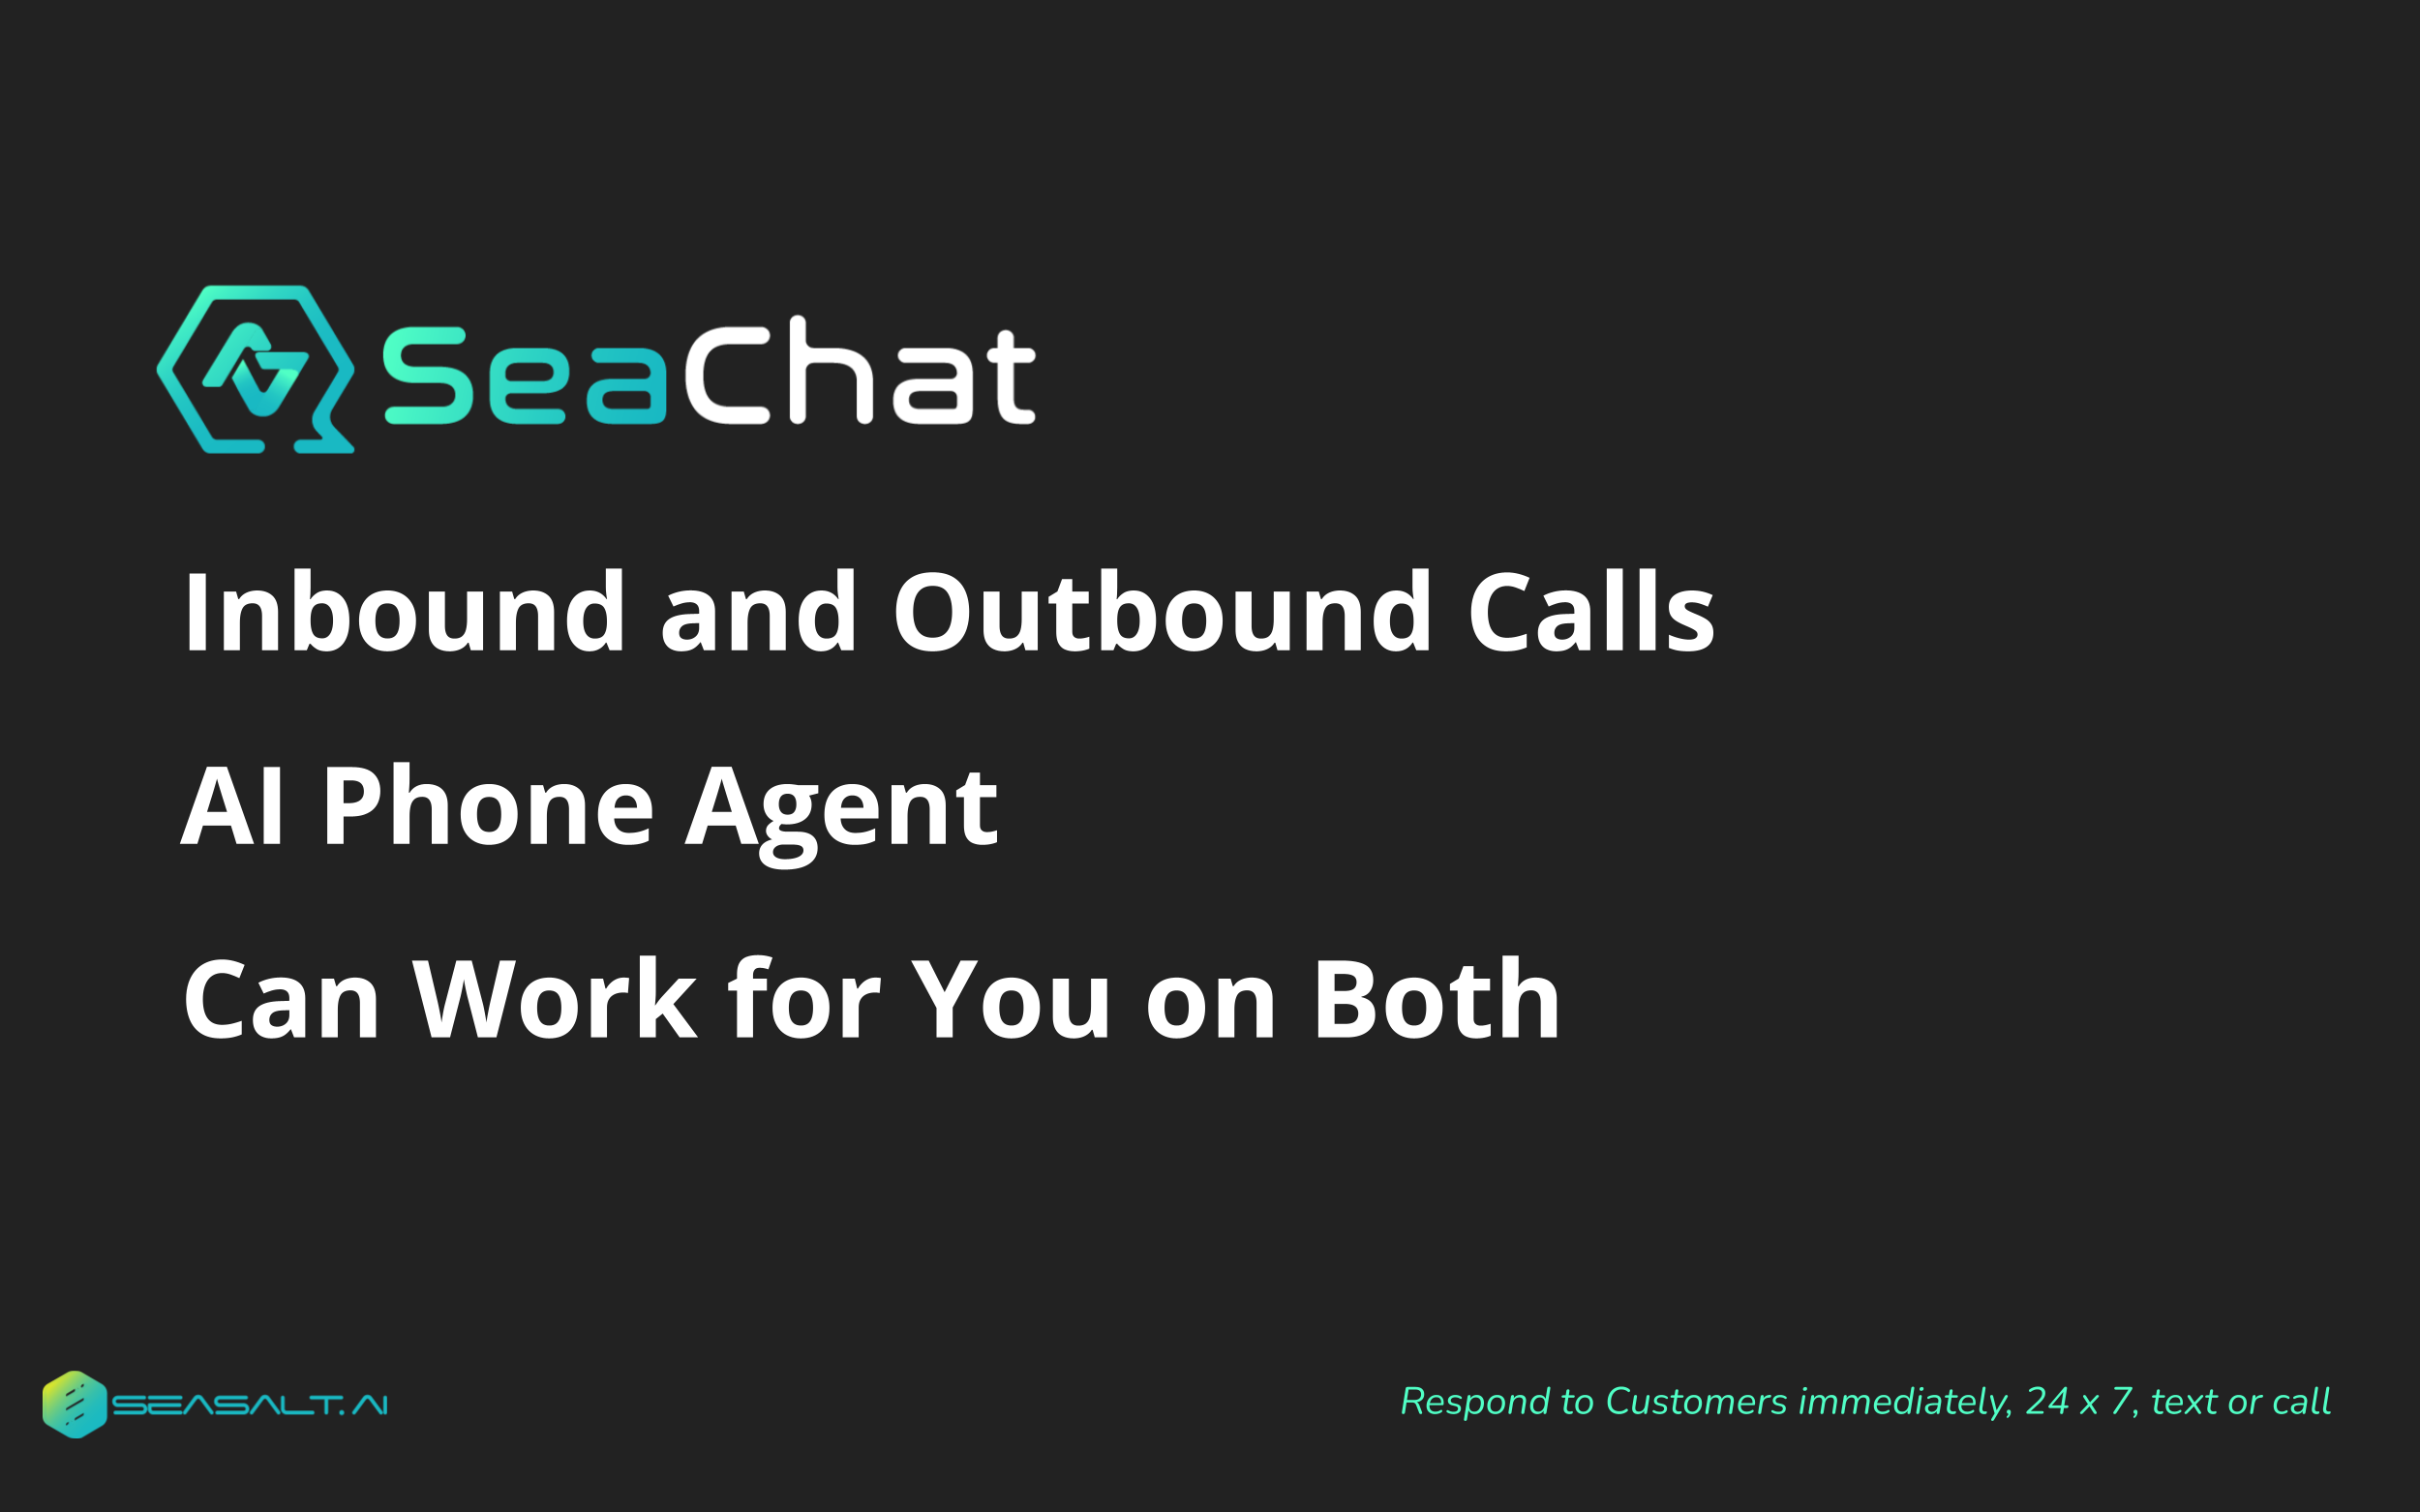 SeaChat
Inbound and Outbound Calls
AI Phone Agent
Can Work for You on Both
SEASALT.AI
Respond to Customers immediately, 24 x 7, text or call